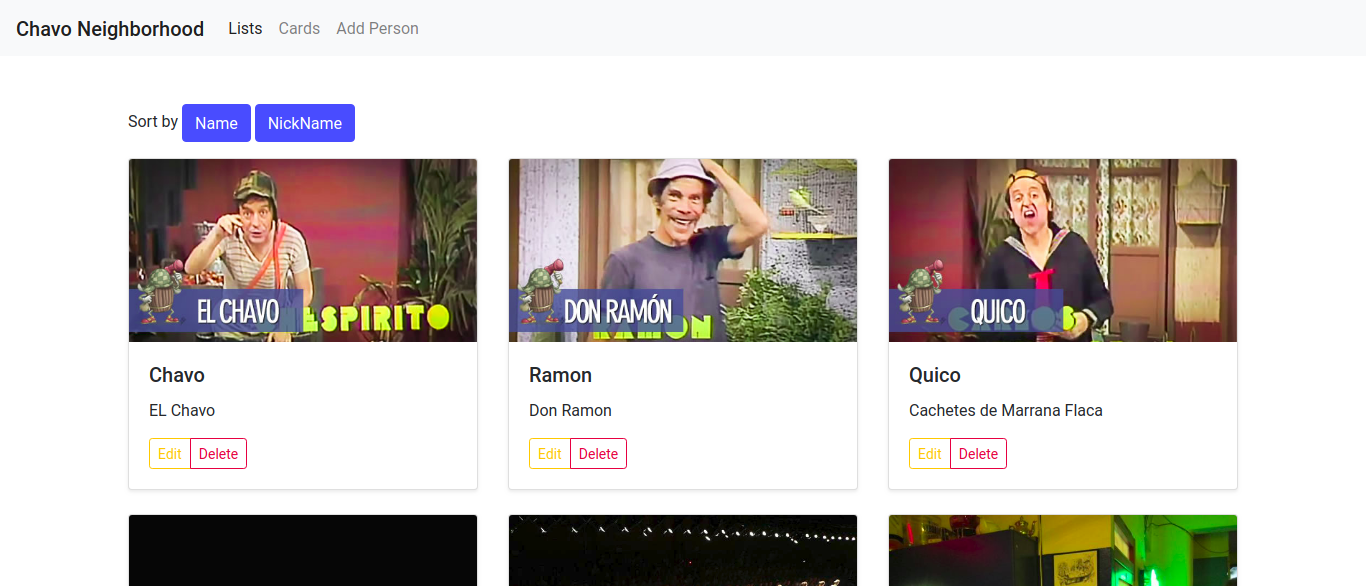 Chavo Neighborhood Lists Cards Add Person
Sort by Name NickName
EL CHAVO
ESPIRITO
DON RAMÓN
RAMON
QUICO
CARLOS
Chavo
EL Chavo
Edit Delete
Ramon
Don Ramon
Edit Delete
Quico
Cachetes de Marrana Flaca
Edit Delete